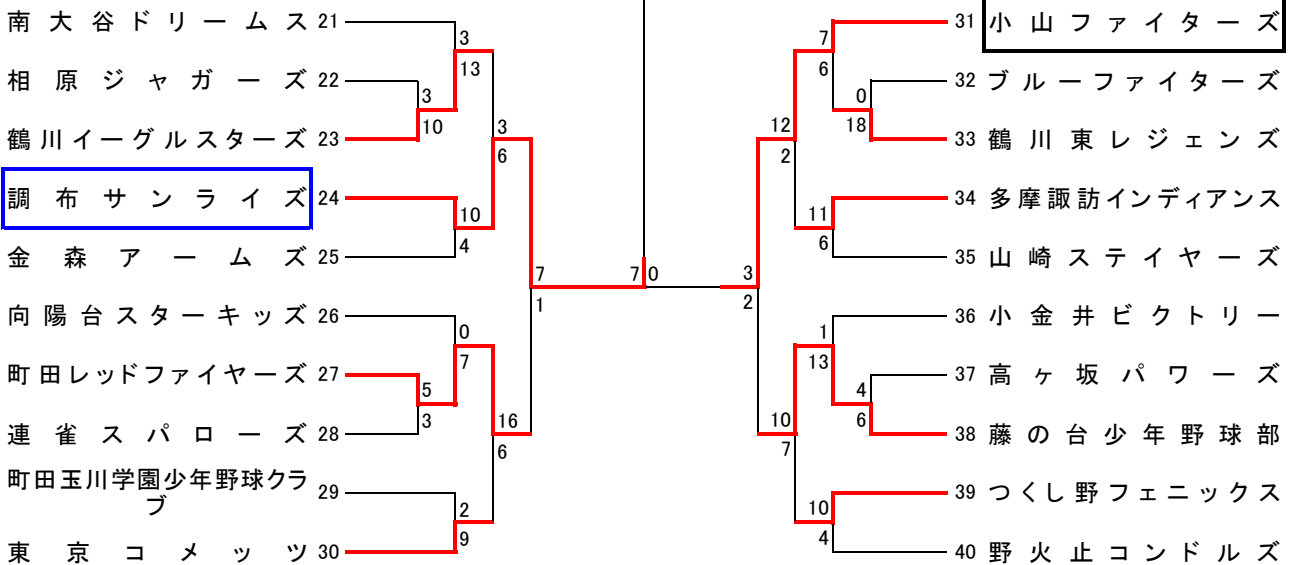 南大谷ドリームス 21
3
13
相原ジャガーズ 22
3
10
鶴川イーグルスターズ 23
3
6
調布サンライズ 24
10
4
金森アームズ 25
7
1
向陽台スターキッズ 26
0
7
町田レッドファイヤーズ 27
5
3
連雀スパローズ 28
16
6
町田玉川学園少年野球クラ
ブ
29
2
9
東京コメッツ 30
7 0
31 小山ファイターズ
7
6
32 ブルーファイターズ
0
18
33 鶴川東レジェンズ
12
2
34 多摩諏訪インディアンス
11
6
35 山崎ステイヤーズ
3
2
36 小金井ビクトリー
1
13
37 高ヶ坂パワーズ
4
6
38 藤の台少年野球部
10
7
39 つくし野フェニックス
10
4
40 野火止コンドルズ